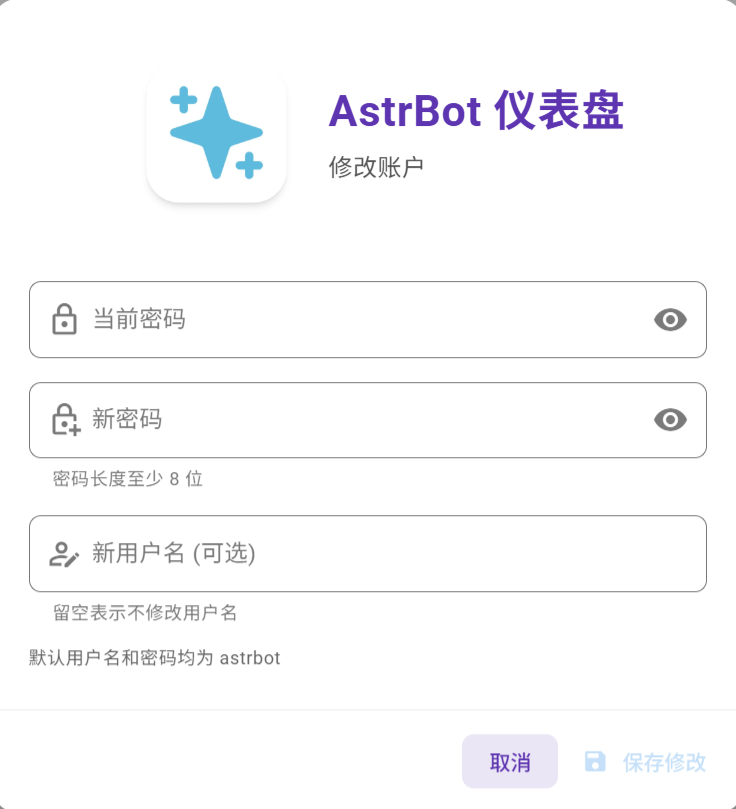 AstrBot 仪表盘
修改账户
当前密码
新密码
密码长度至少 8 位
新用户名 (可选)
留空表示不修改用户名
默认用户名和密码均为 astrbot
取消
保存修改